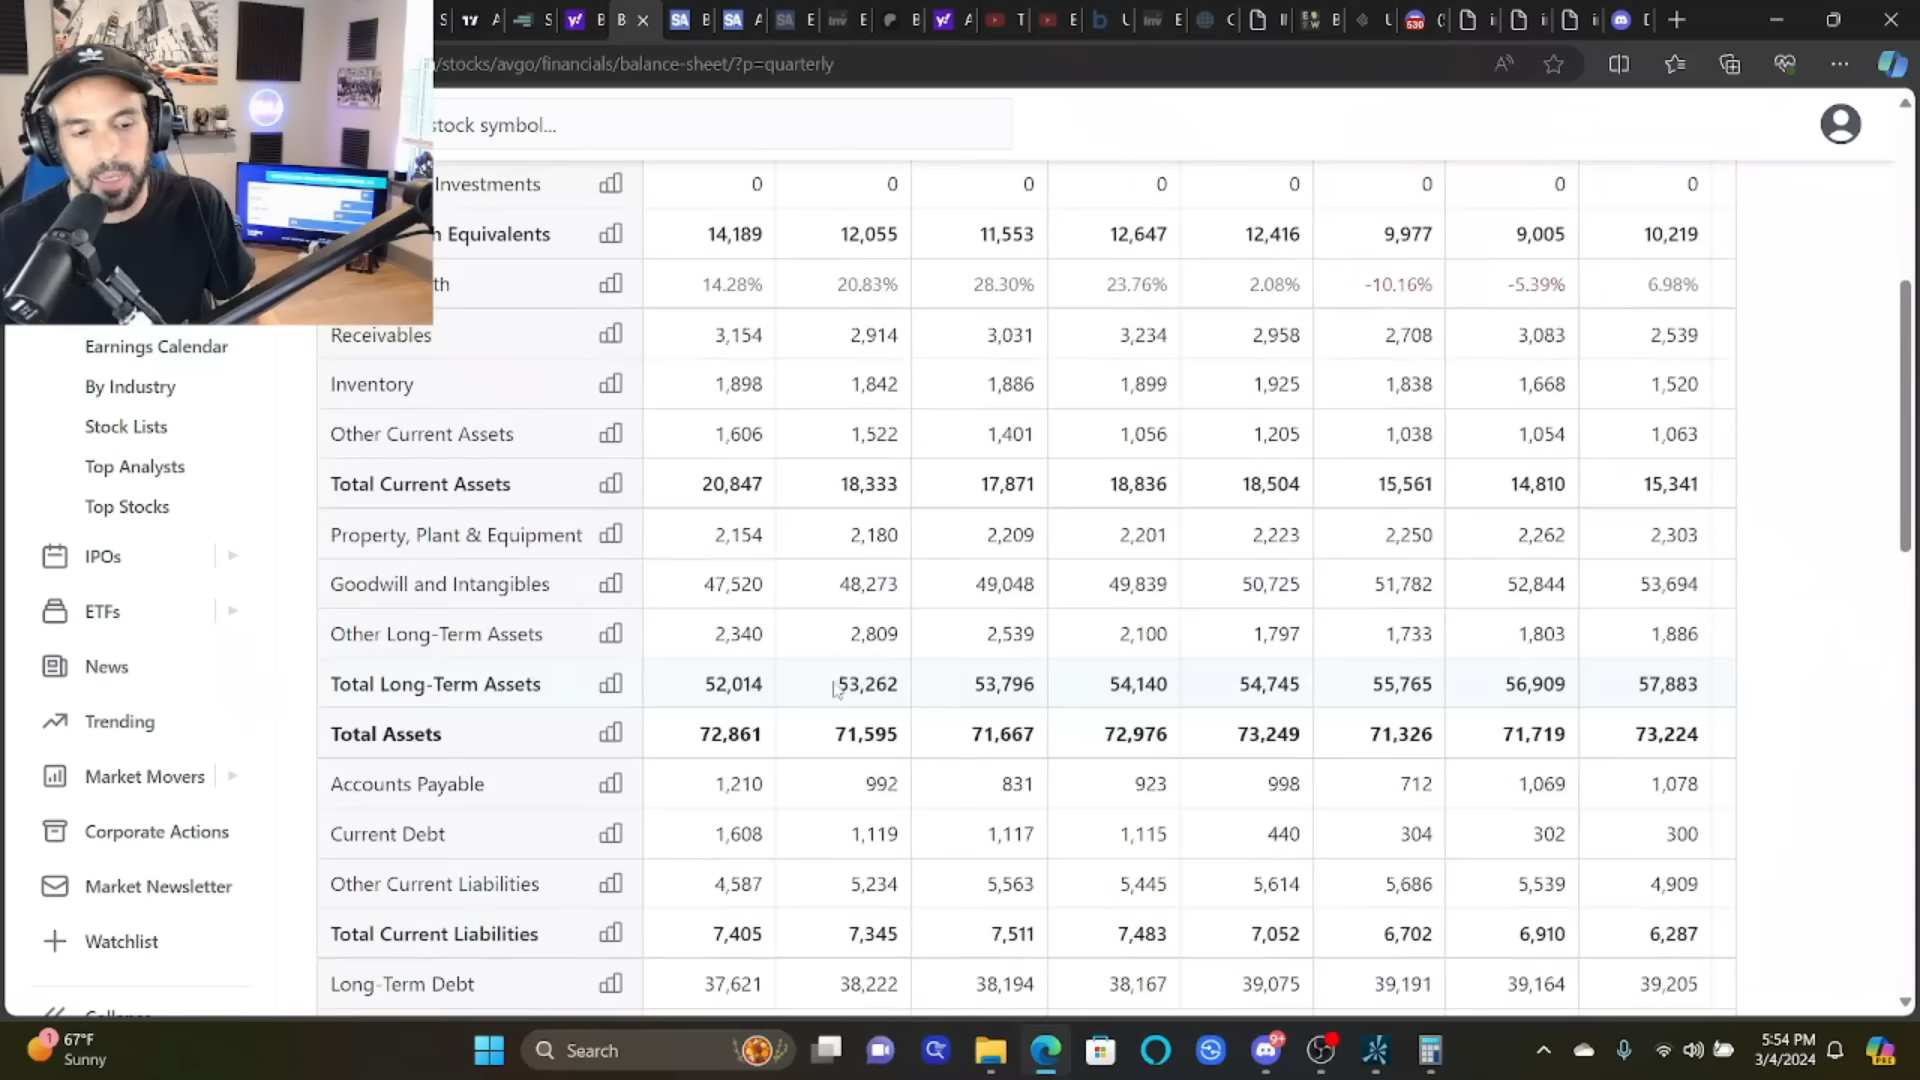 /stocks/avgo/financials/balance-sheet/?p=quarterly
stock symbol...
Investments 0 0 0 0 0 0 0 0
Equivalents 14,189 12,055 11,553 12,647 12,416 9,977 9,005 10,219
th 14.28% 20.83% 28.30% 23.76% 2.08% -10.16% -5.39% 6.98%
Receivables 3,154 2,914 3,031 3,234 2,958 2,708 3,083 2,539
Inventory 1,898 1,842 1,886 1,899 1,925 1,838 1,668 1,520
Other Current Assets 1,606 1,522 1,401 1,056 1,205 1,038 1,054 1,063
Total Current Assets 20,847 18,333 17,871 18,836 18,504 15,561 14,810 15,341
Property, Plant & Equipment 2,154 2,180 2,209 2,201 2,223 2,250 2,262 2,303
Goodwill and Intangibles 47,520 48,273 49,048 49,839 50,725 51,782 52,844 53,694
Other Long-Term Assets 2,340 2,809 2,539 2,100 1,797 1,733 1,803 1,886
Total Long-Term Assets 52,014 53,262 53,796 54,140 54,745 55,765 56,909 57,883
Total Assets 72,861 71,595 71,667 72,976 73,249 71,326 71,719 73,224
Accounts Payable 1,210 992 831 923 998 712 1,069 1,078
Current Debt 1,608 1,119 1,117 1,115 440 304 302 300
Other Current Liabilities 4,587 5,234 5,563 5,445 5,614 5,686 5,539 4,909
Total Current Liabilities 7,405 7,345 7,511 7,483 7,052 6,702 6,910 6,287
Long-Term Debt 37,621 38,222 38,194 38,167 39,075 39,191 39,164 39,205
Earnings Calendar
By Industry
Stock Lists
Top Analysts
Top Stocks
IPOs
ETFs
News
Trending
Market Movers
Corporate Actions
Market Newsletter
Watchlist
67°F
Sunny
Search
5:54 PM
3/4/2024